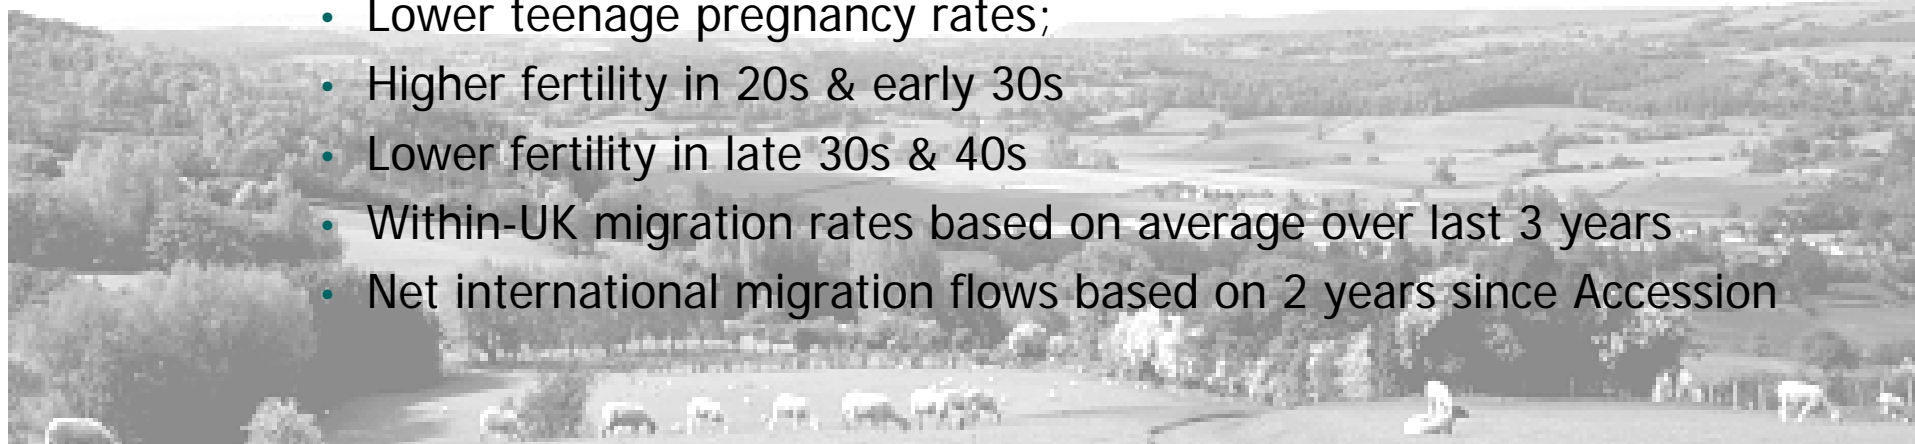 • Lower teenage pregnancy rates;
• Higher fertility in 20s & early 30s
• Lower fertility in late 30s & 40s
• Within-UK migration rates based on average over last 3 years
• Net international migration flows based on 2 years since Accession